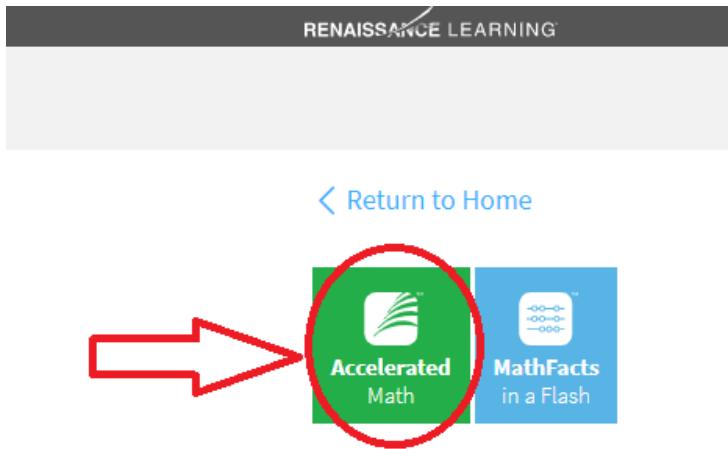 RENAISSANCE LEARNING
Return to Home
Accelerated
Math
MathFacts
in a Flash